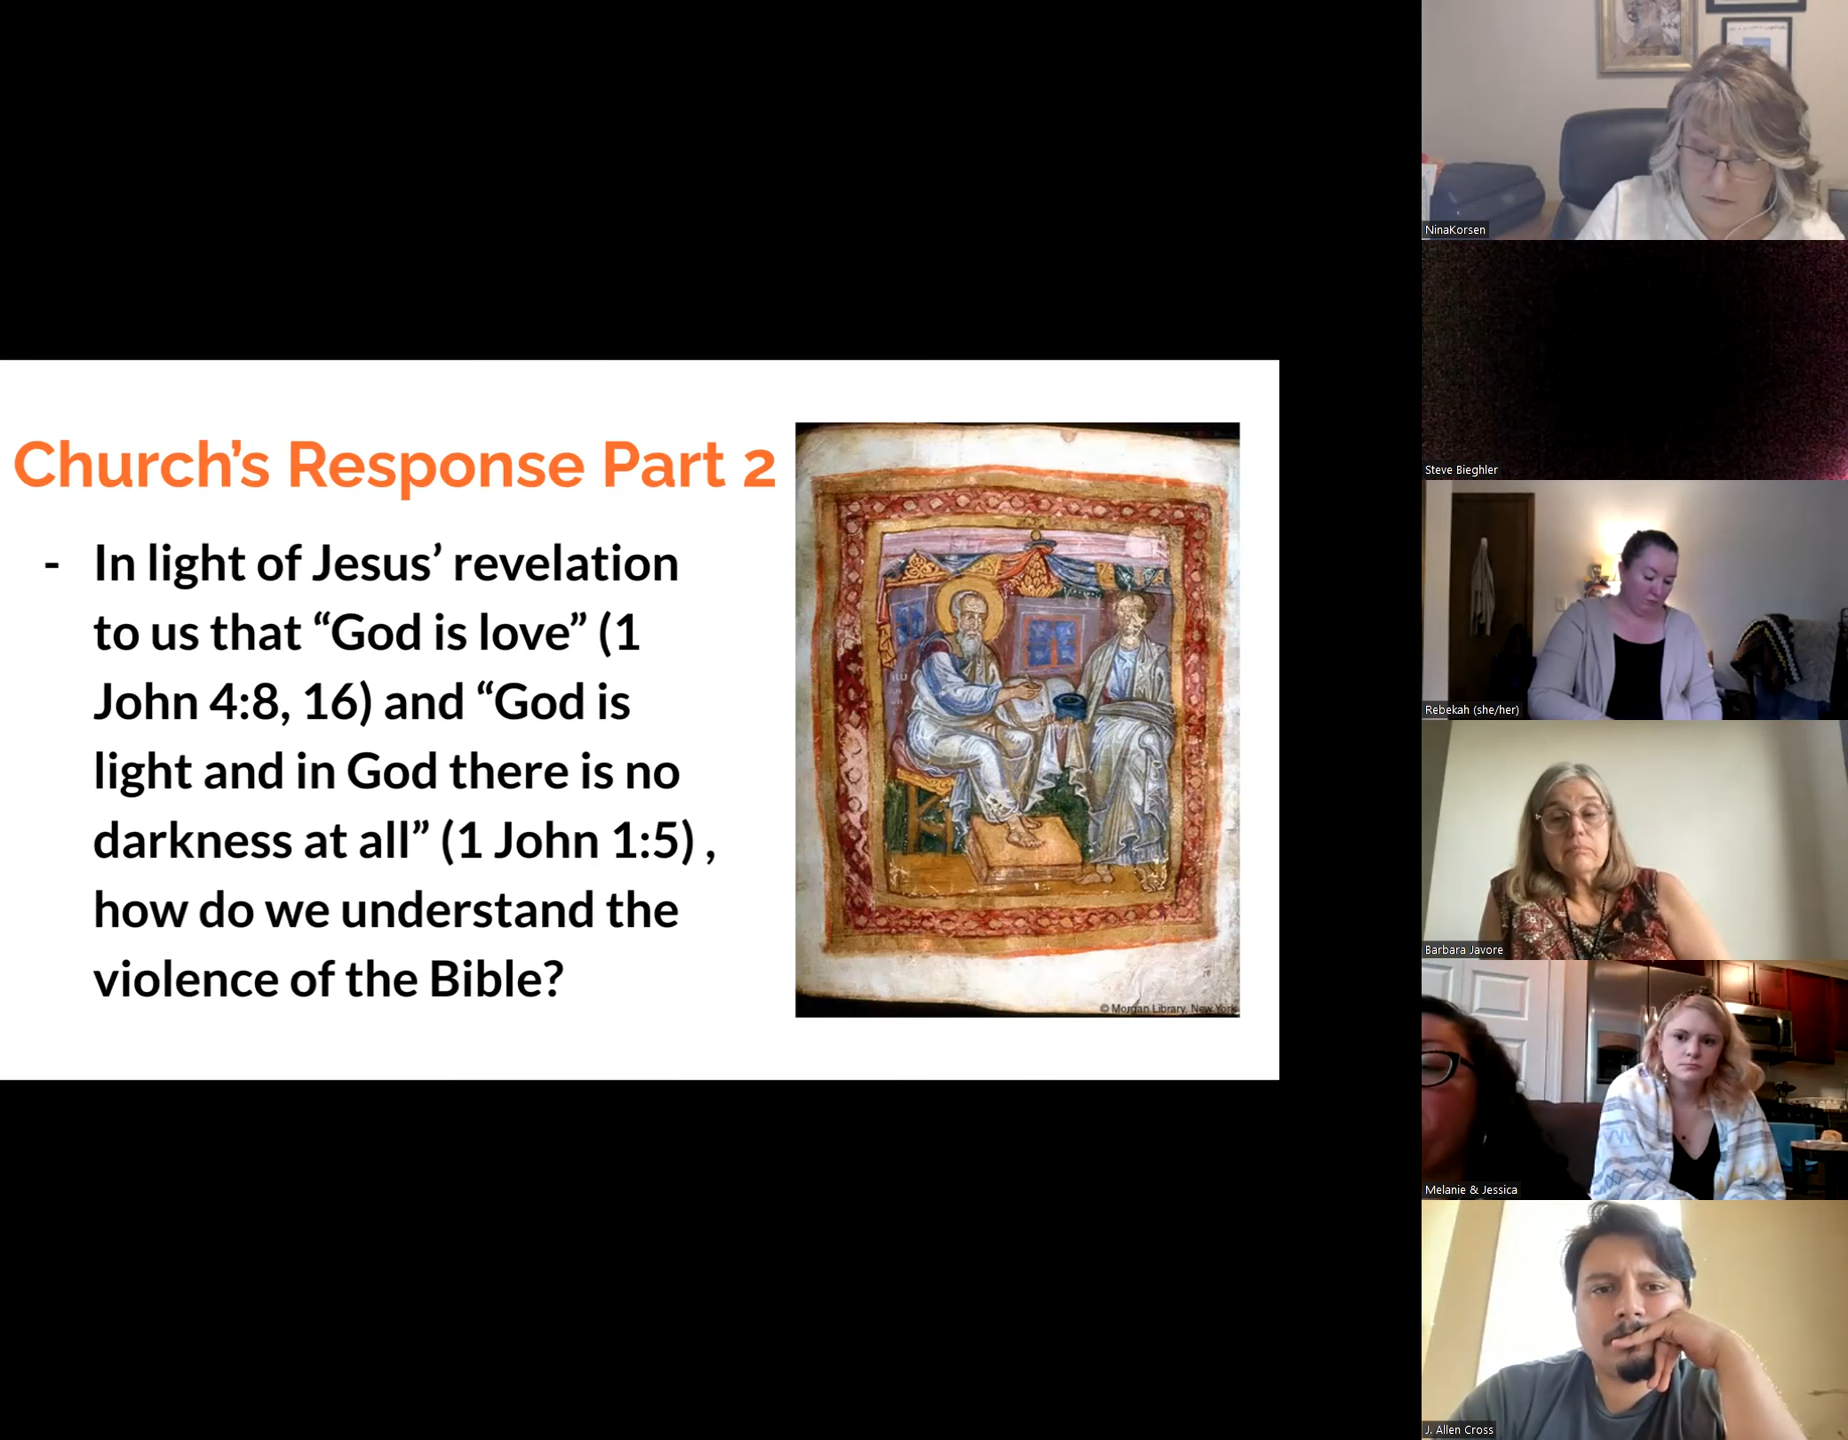 Church’s Response Part 2
- In light of Jesus’ revelation
to us that “God is love” (1
John 4:8, 16) and “God is
light and in God there is no
darkness at all” (1 John 1:5) ,
how do we understand the
violence of the Bible?
© Morgan Library, New York
NinaKorsen
Steve Bieghler
Rebekah (she/her)
Barbara Javore
Melanie & Jessica
J. Allen Cross